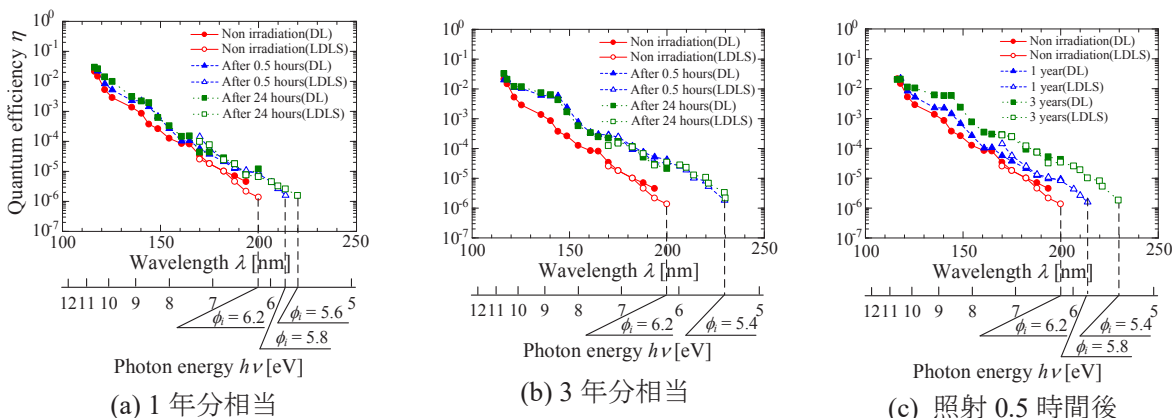 Quantum efficiency η
10⁰
10⁻¹
10⁻²
10⁻³
10⁻⁴
10⁻⁵
10⁻⁶
10⁻⁷
Non irradiation(DL)
Non irradiation(LDLS)
After 0.5 hours(DL)
After 0.5 hours(LDLS)
After 24 hours(DL)
After 24 hours(LDLS)
100 150 200 250
Wavelength λ [nm]
12 11 10 9 8 7 6 5
ϕᵢ = 6.2
ϕᵢ = 5.6
ϕᵢ = 5.8
Photon energy hν [eV]
(a) 1 年分相当
10⁰
10⁻¹
10⁻²
10⁻³
10⁻⁴
10⁻⁵
10⁻⁶
10⁻⁷
Non irradiation(DL)
Non irradiation(LDLS)
After 0.5 hours(DL)
After 0.5 hours(LDLS)
After 24 hours(DL)
After 24 hours(LDLS)
100 150 200 250
Wavelength λ [nm]
12 11 10 9 8 7 6 5
ϕᵢ = 6.2
ϕᵢ = 5.4
Photon energy hν [eV]
(b) 3 年分相当
10⁰
10⁻¹
10⁻²
10⁻³
10⁻⁴
10⁻⁵
10⁻⁶
10⁻⁷
Non irradiation(DL)
Non irradiation(LDLS)
1 year(DL)
1 year(LDLS)
3 years(DL)
3 years(LDLS)
100 150 200 250
Wavelength λ [nm]
12 11 10 9 8 7 6 5
ϕᵢ = 6.2
ϕᵢ = 5.4
ϕᵢ = 5.8
Photon energy hν [eV]
(c) 照射 0.5 時間後